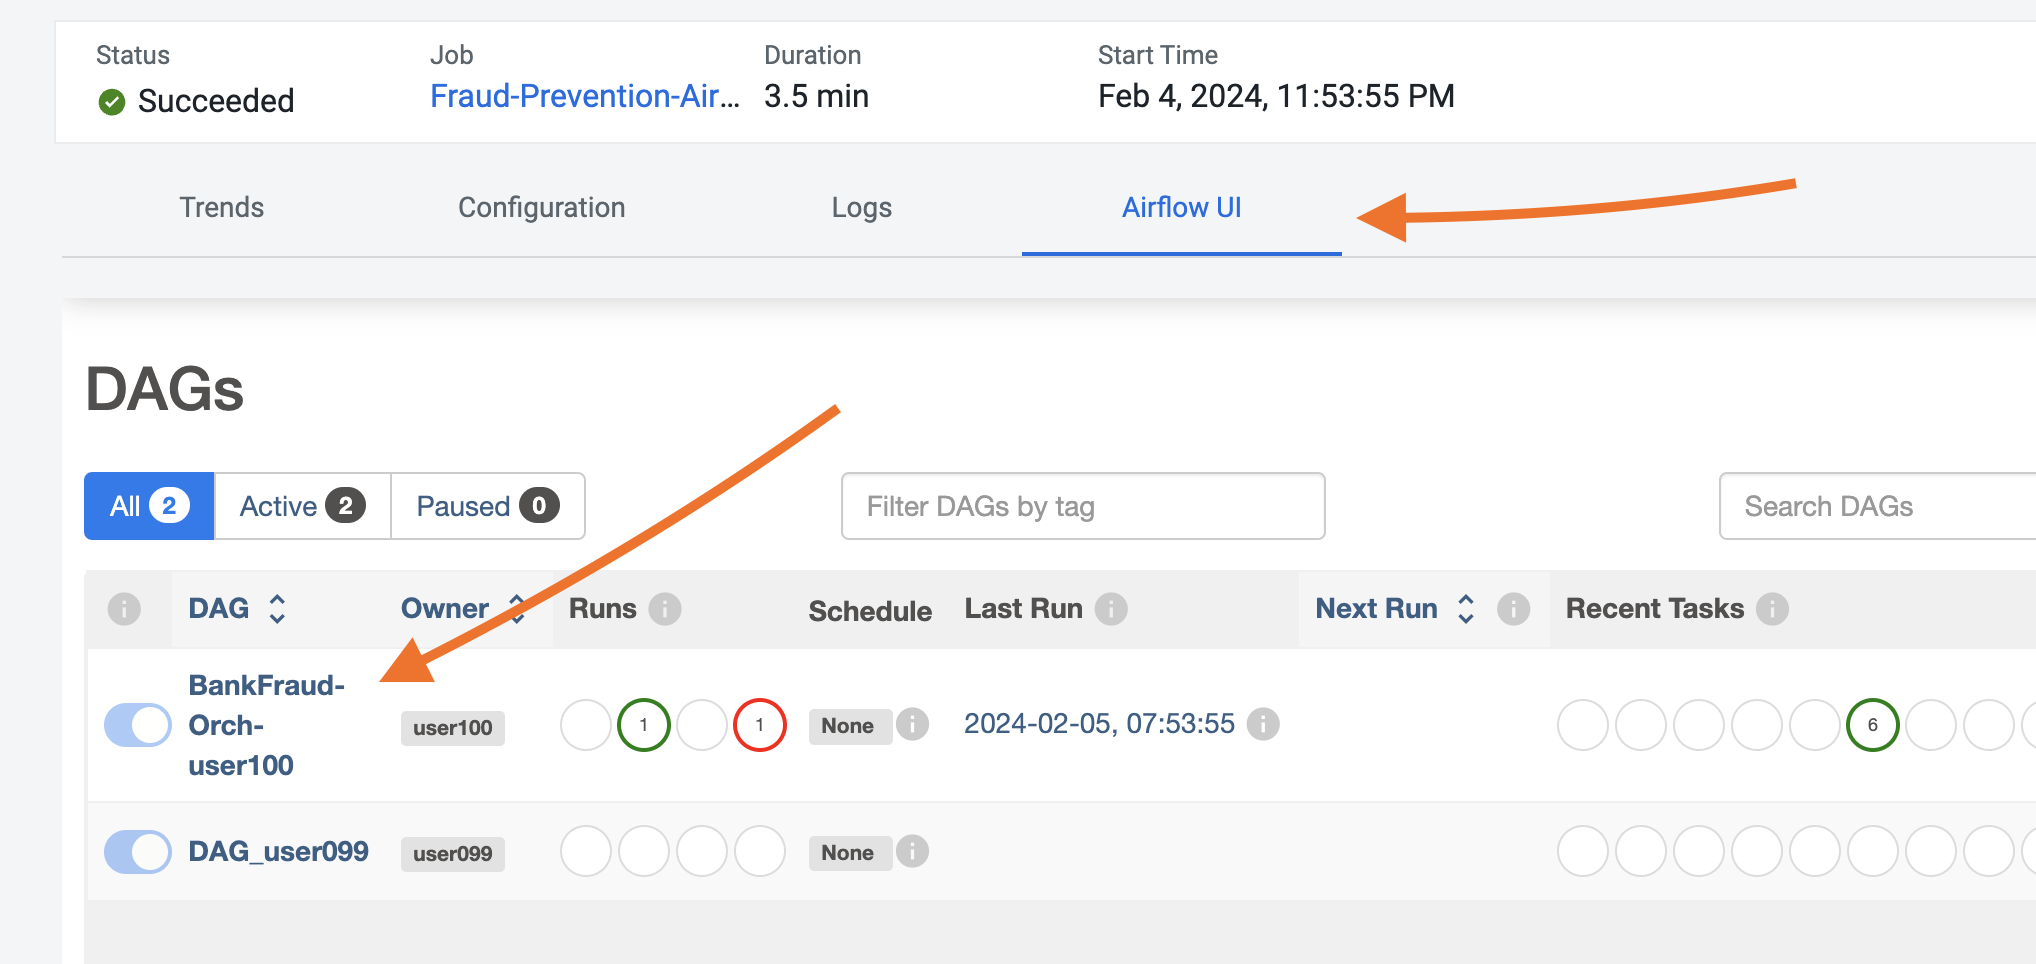 Status Job Duration Start Time
Succeeded Fraud-Prevention-Air... 3.5 min Feb 4, 2024, 11:53:55 PM
Trends Configuration Logs Airflow UI
DAGs
All 2 Active 2 Paused 0 Filter DAGs by tag Search DAGs
i DAG Owner Runs i Schedule Last Run i Next Run i Recent Tasks i
BankFraud-
Orch-
user100 user100 1 1 None i 2024-02-05, 07:53:55 i 6
DAG_user099 user099 None i